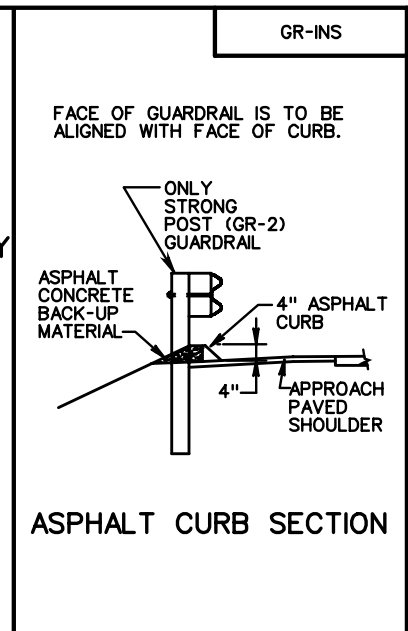 GR-INS
FACE OF GUARDRAIL IS TO BE
ALIGNED WITH FACE OF CURB.
ONLY
STRONG
POST (GR-2)
GUARDRAIL
Y
ASPHALT
CONCRETE
BACK-UP
MATERIAL
4" ASPHALT
CURB
4"
APPROACH
PAVED
SHOULDER
ASPHALT CURB SECTION